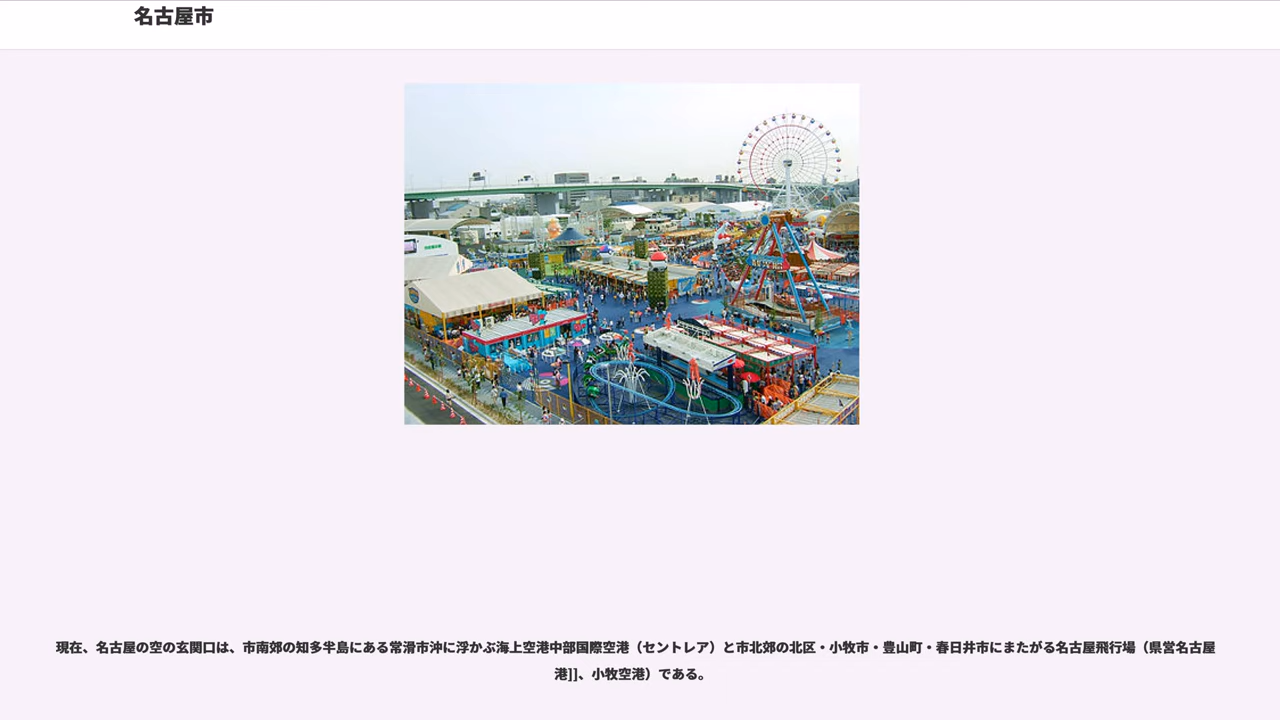 名古屋市
現在、名古屋の空の玄関口は、市南郊の知多半島にある常滑市沖に浮かぶ海上空港中部国際空港（セントレア）と市北郊の北区・小牧市・豊山町・春日井市にまたがる名古屋飛行場（県営名古屋
港]]、小牧空港）である。